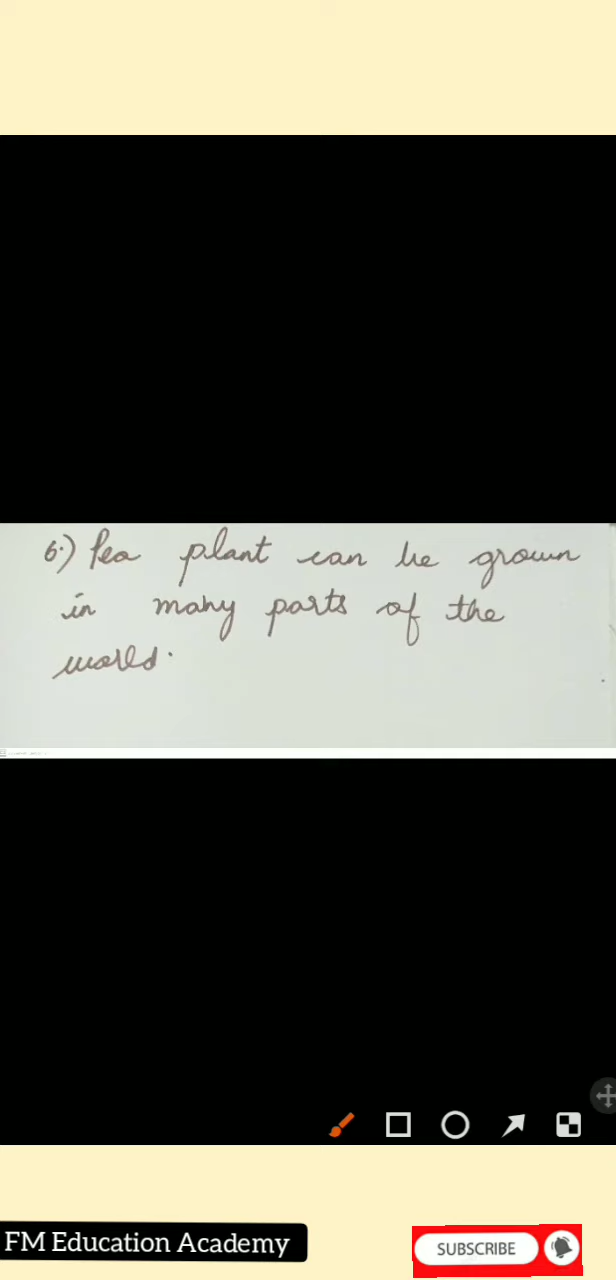 6.) Pea plant can be grown
in many parts of the
world.
FM Education Academy
SUBSCRIBE